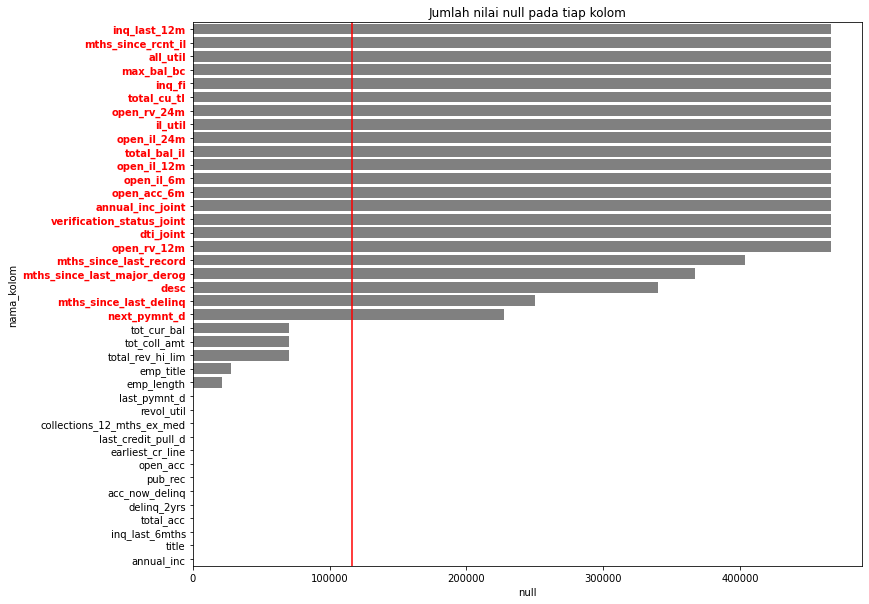 Jumlah nilai null pada tiap kolom
inq_last_12m
mths_since_rcnt_il
all_util
max_bal_bc
inq_fi
total_cu_tl
open_rv_24m
il_util
open_il_24m
total_bal_il
open_il_12m
open_il_6m
open_acc_6m
annual_inc_joint
verification_status_joint
dti_joint
open_rv_12m
mths_since_last_record
mths_since_last_major_derog
desc
mths_since_last_delinq
next_pymnt_d
tot_cur_bal
tot_coll_amt
total_rev_hi_lim
emp_title
emp_length
last_pymnt_d
revol_util
collections_12_mths_ex_med
last_credit_pull_d
earliest_cr_line
open_acc
pub_rec
acc_now_delinq
delinq_2yrs
total_acc
inq_last_6mths
title
annual_inc
nama_kolom
0 100000 200000 300000 400000
null